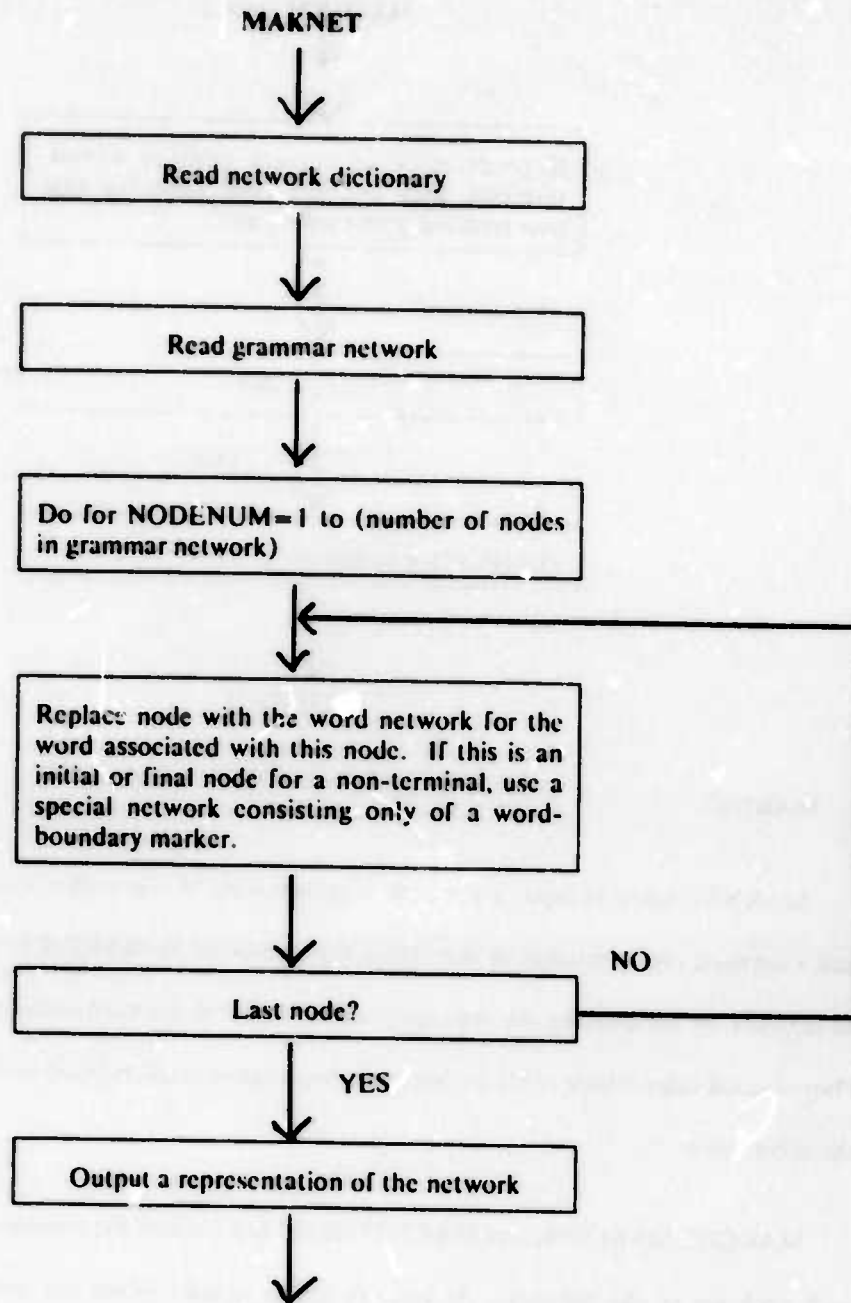 MAKNET
Read network dictionary
Read grammar network
Do for NODENUM=1 to (number of nodes
in grammar network)
Replace node with the word network for the
word associated with this node. If this is an
initial or final node for a non-terminal, use a
special network consisting only of a word-
boundary marker.
NO
Last node?
YES
Output a representation of the network